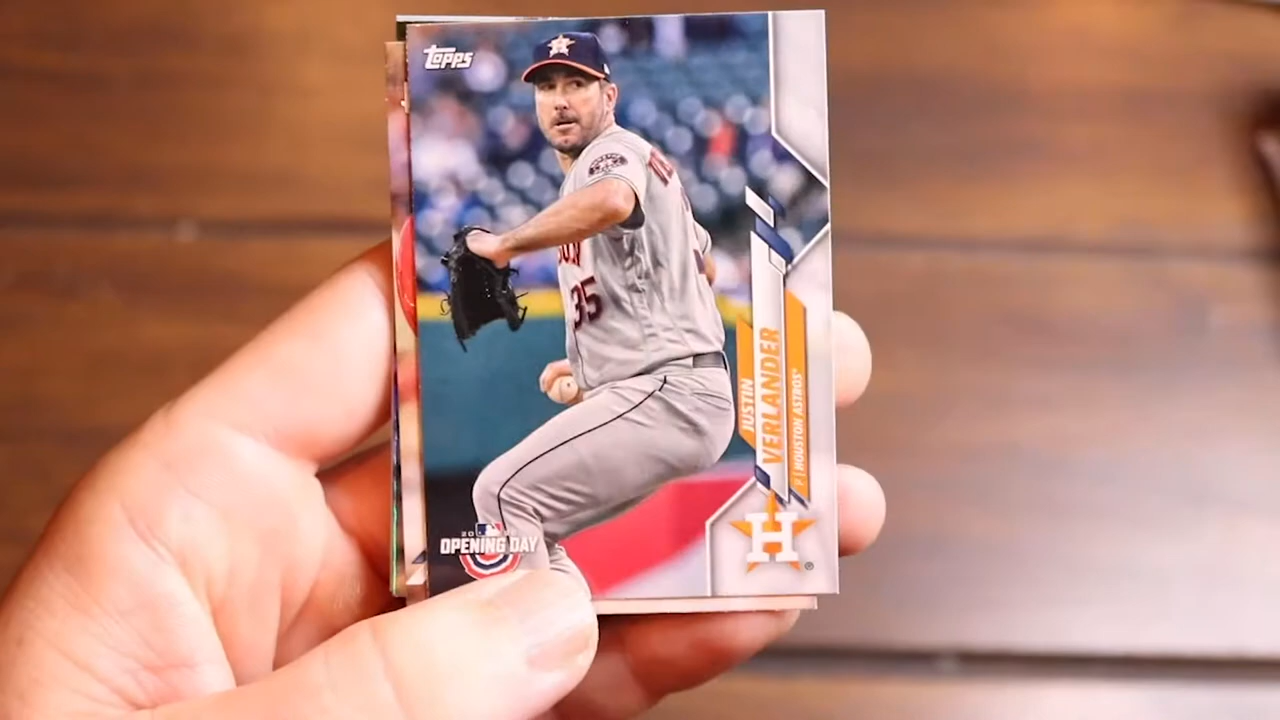 TOPPS
35
JUSTIN
VERLANDER
P | HOUSTON ASTROS
H
OPENING DAY